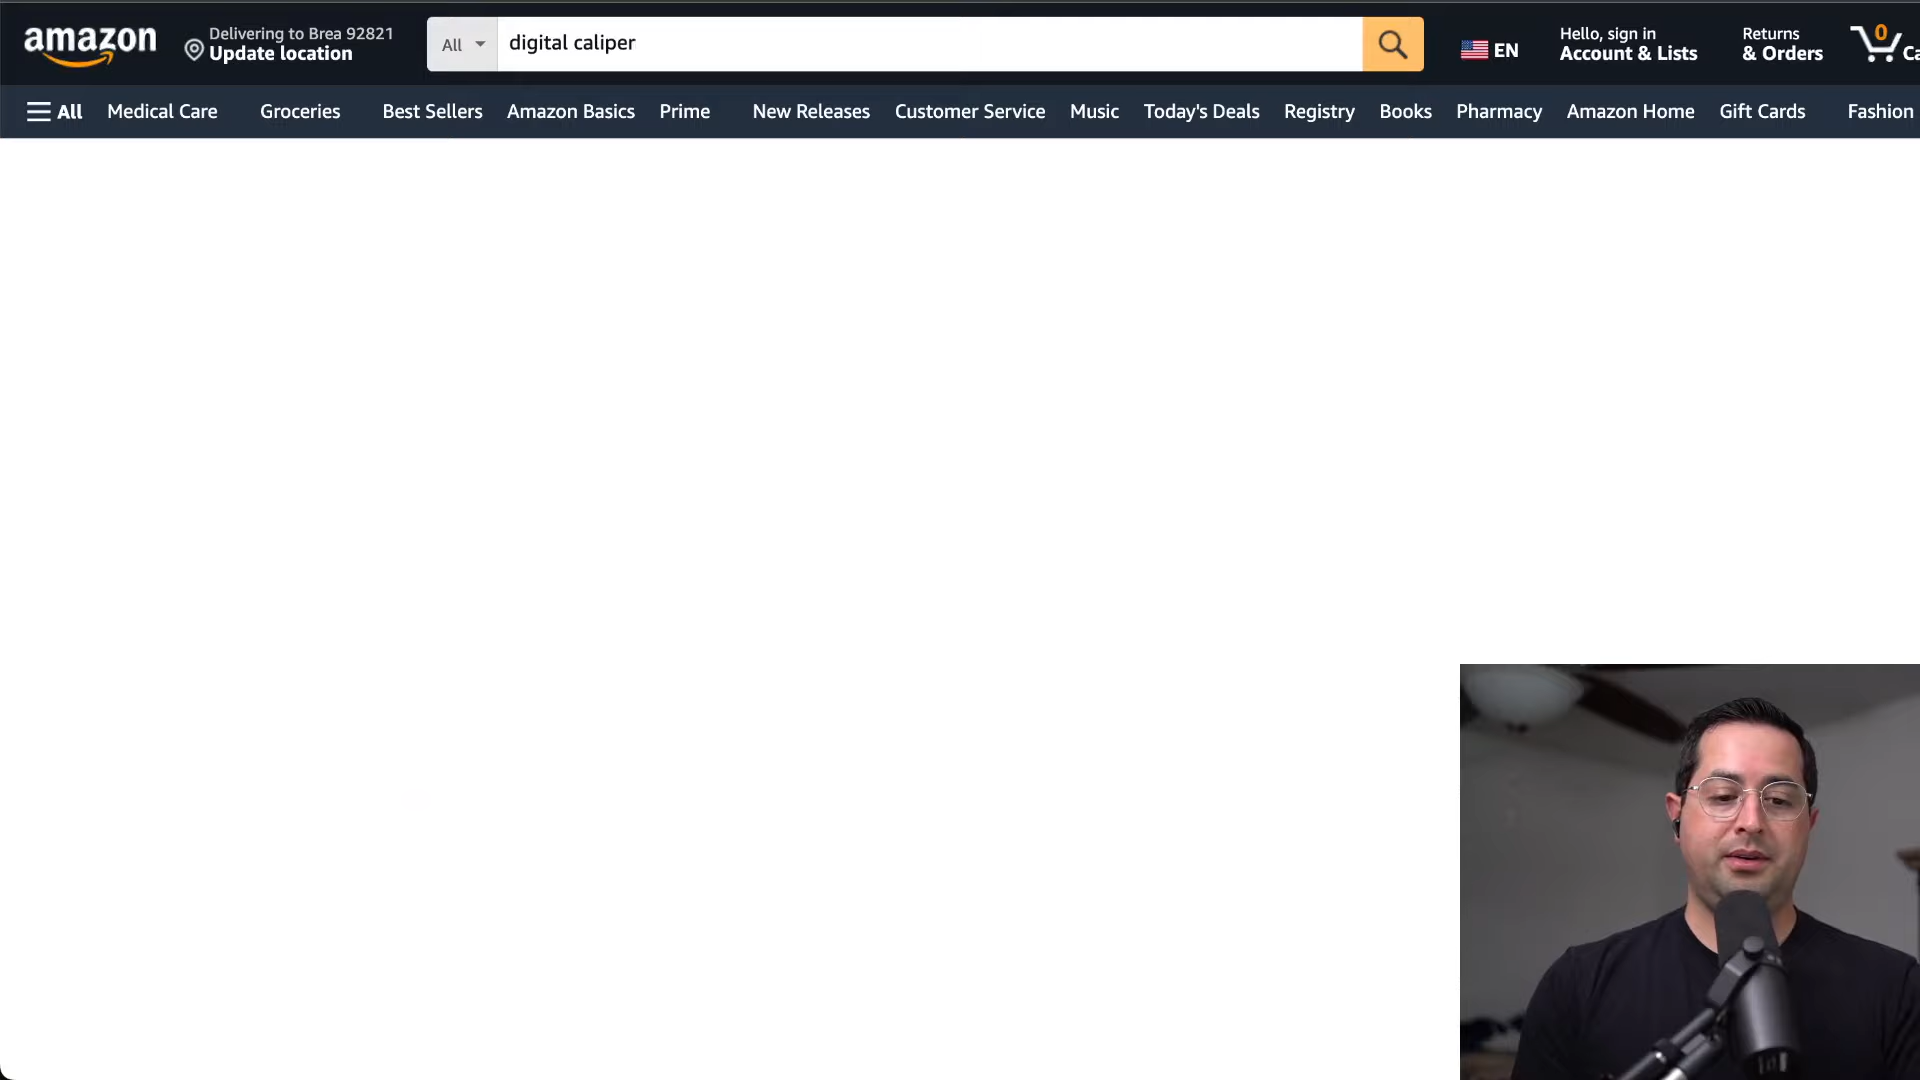 amazon
Delivering to Brea 92821
Update location
All
digital caliper
EN
Hello, sign in
Account & Lists
Returns
& Orders
0
All
Medical Care
Groceries
Best Sellers
Amazon Basics
Prime
New Releases
Customer Service
Music
Today's Deals
Registry
Books
Pharmacy
Amazon Home
Gift Cards
Fashion